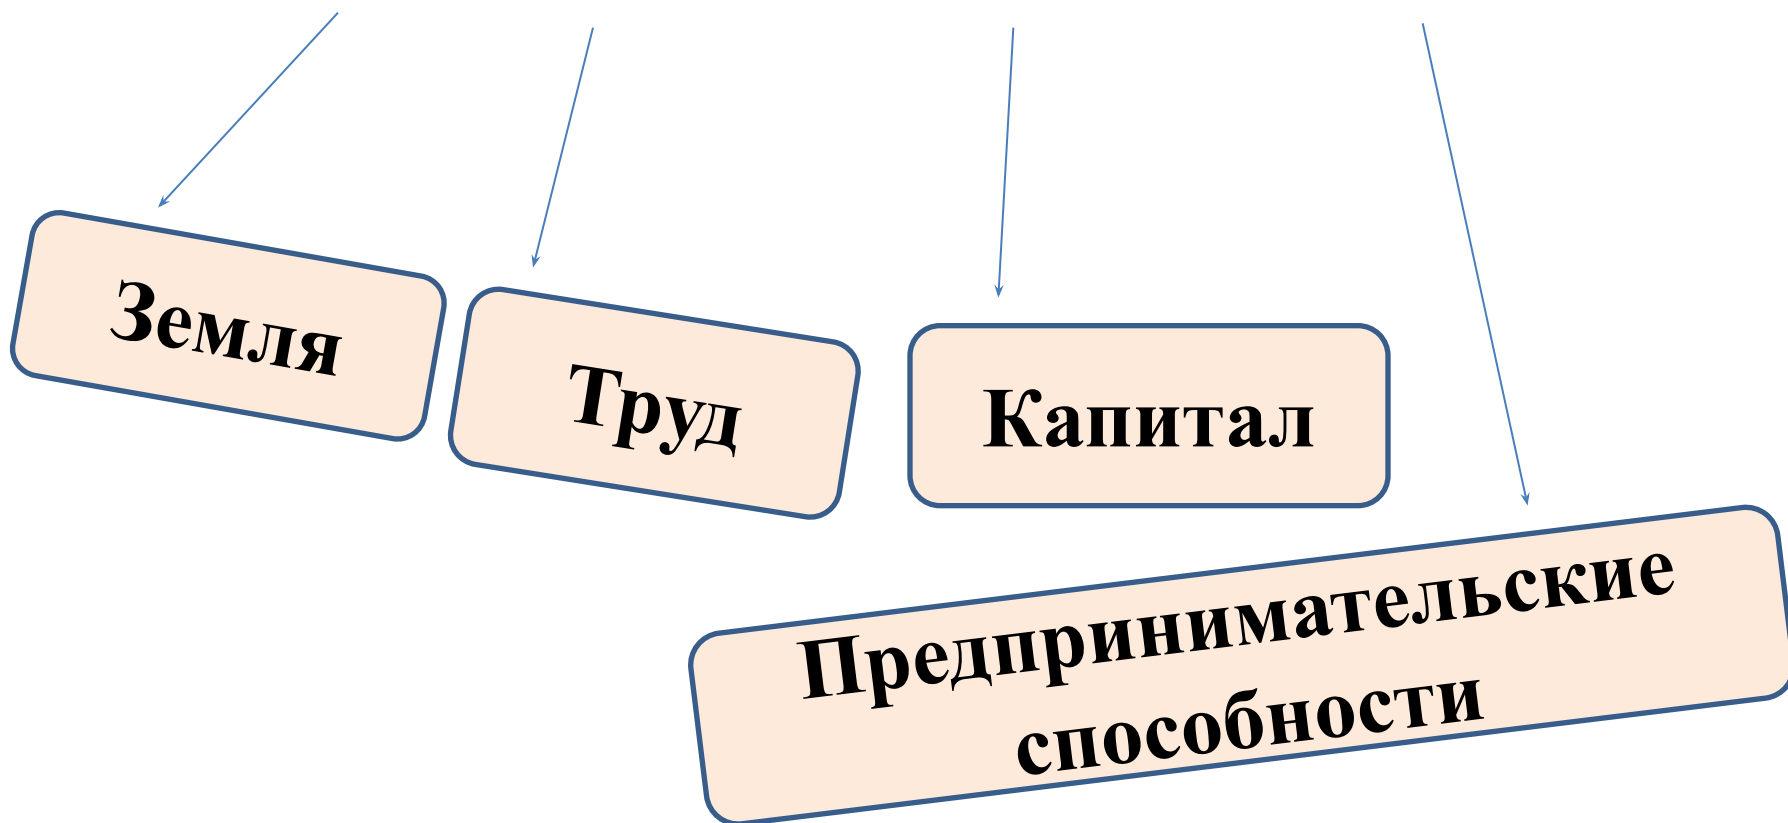 Земля
Труд
Капитал
Предпринимательские
способности